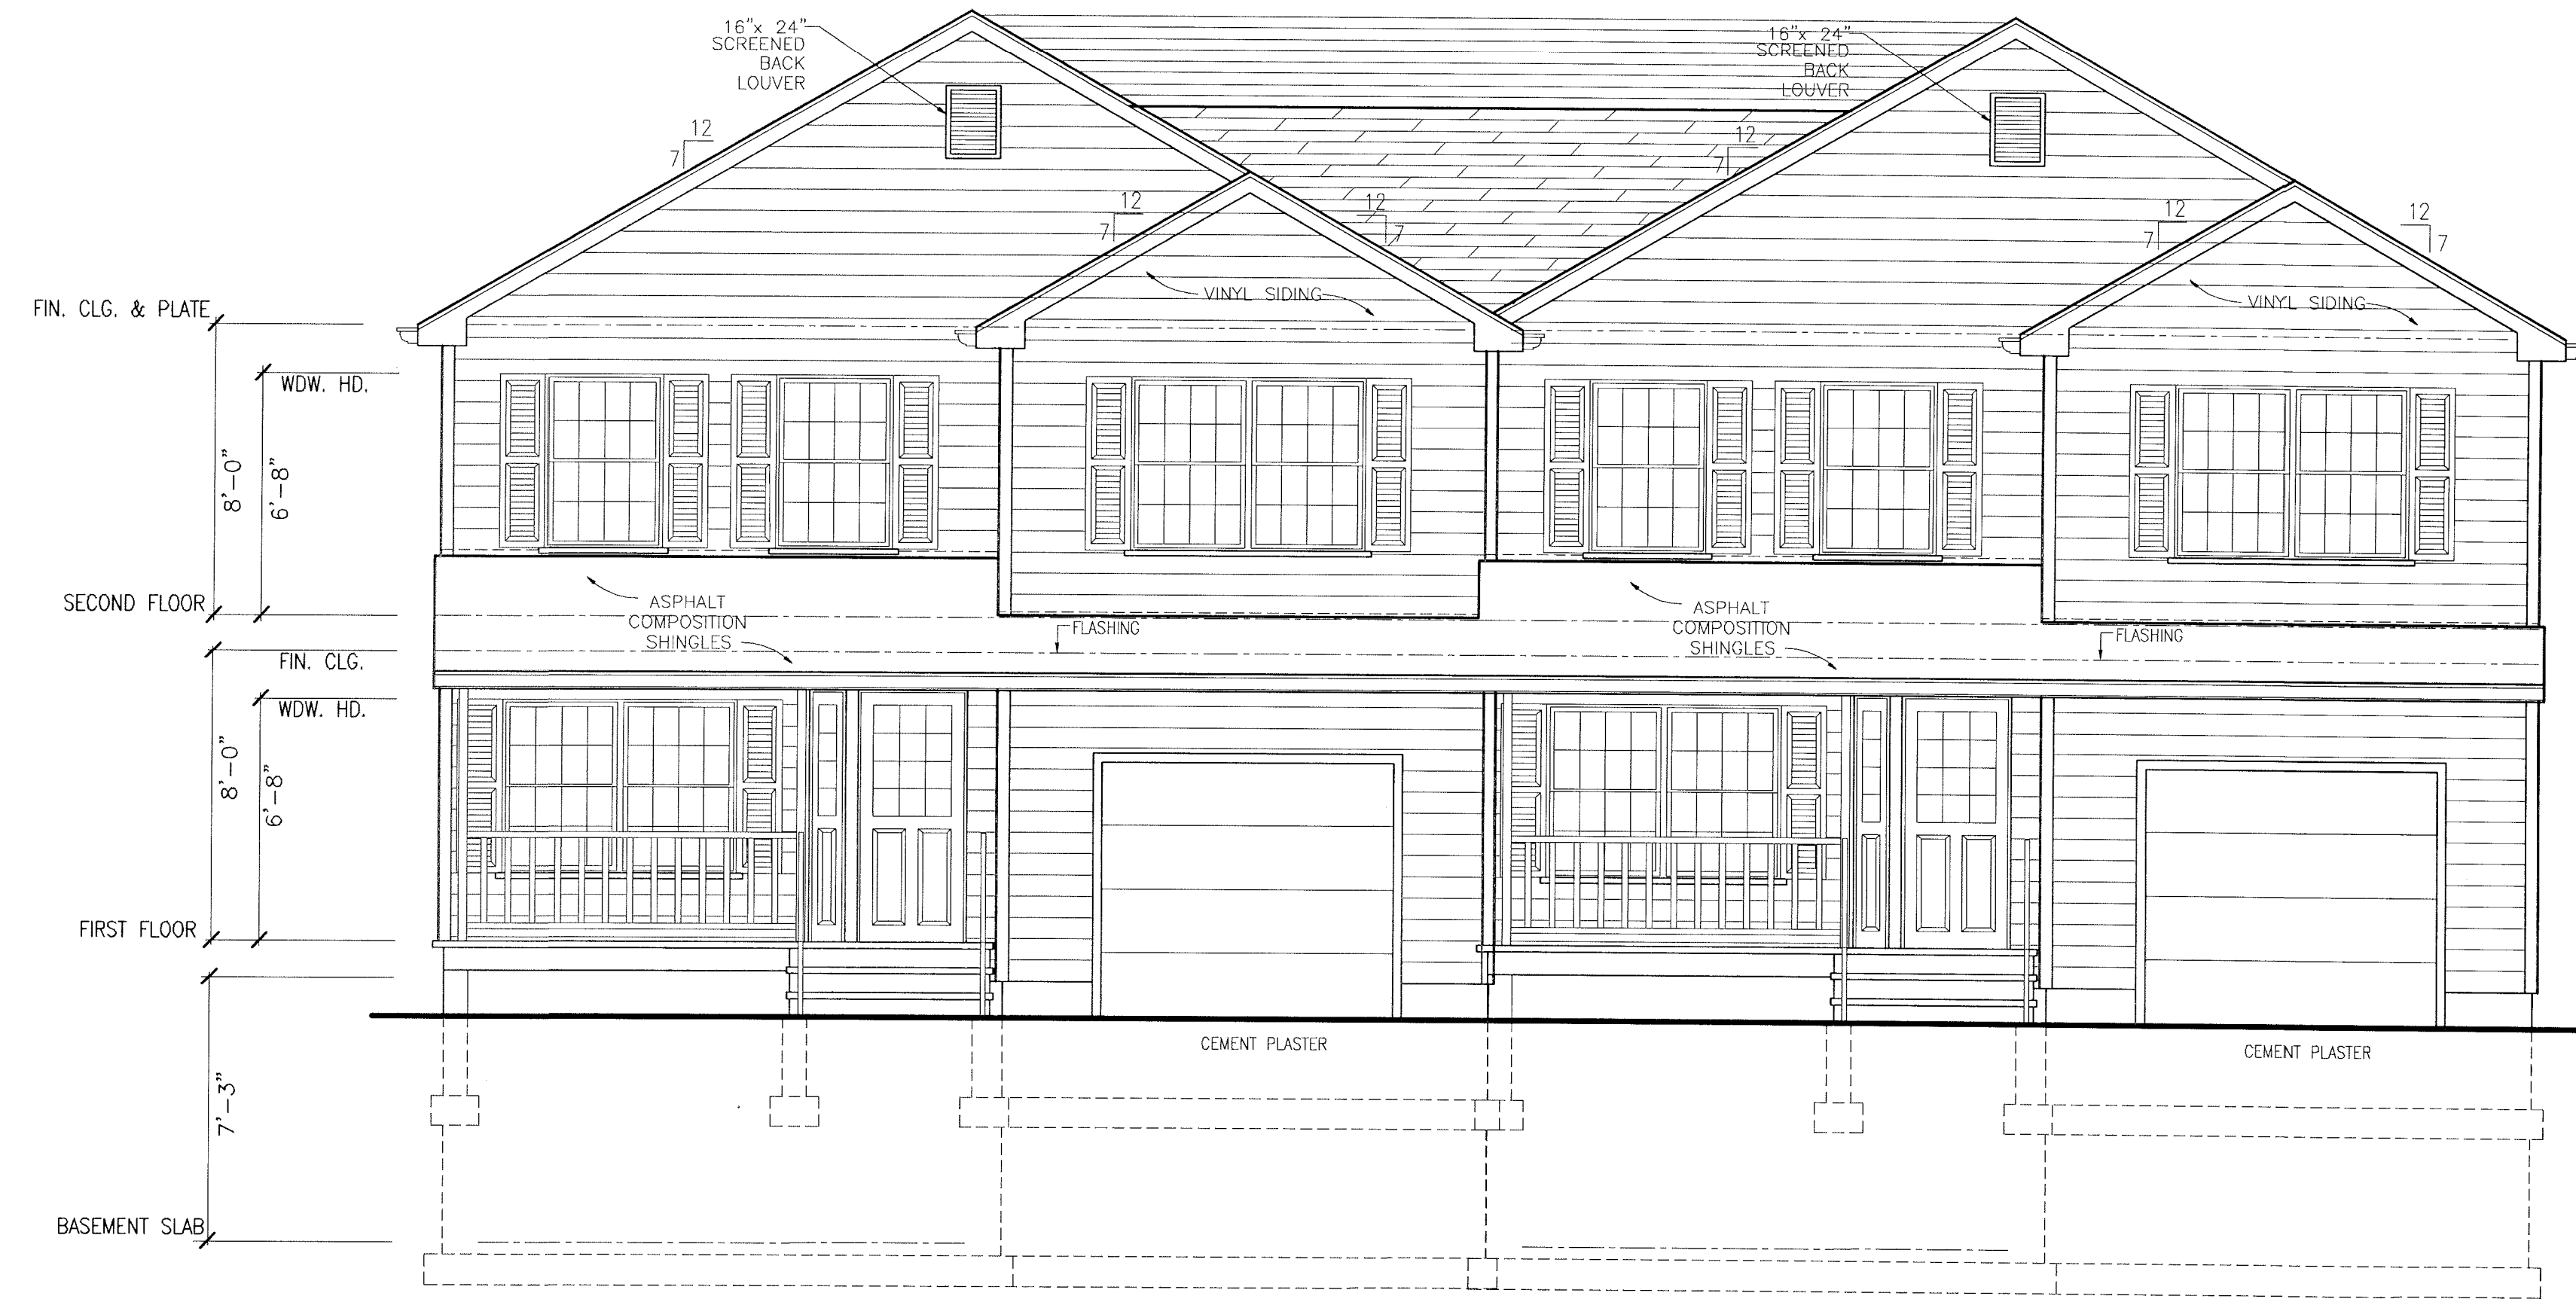 16"x 24"
SCREENED
BACK
LOUVER
16"x 24"
SCREENED
BACK
LOUVER
12
7
12
7
12
7
12
7
12
7
12
7
VINYL SIDING
VINYL SIDING
FIN. CLG. & PLATE
WDW. HD.
8'-0"
6'-8"
SECOND FLOOR
ASPHALT
COMPOSITION
SHINGLES
FLASHING
ASPHALT
COMPOSITION
SHINGLES
FLASHING
FIN. CLG.
WDW. HD.
8'-0"
6'-8"
FIRST FLOOR
CEMENT PLASTER
CEMENT PLASTER
7'-3"
BASEMENT SLAB